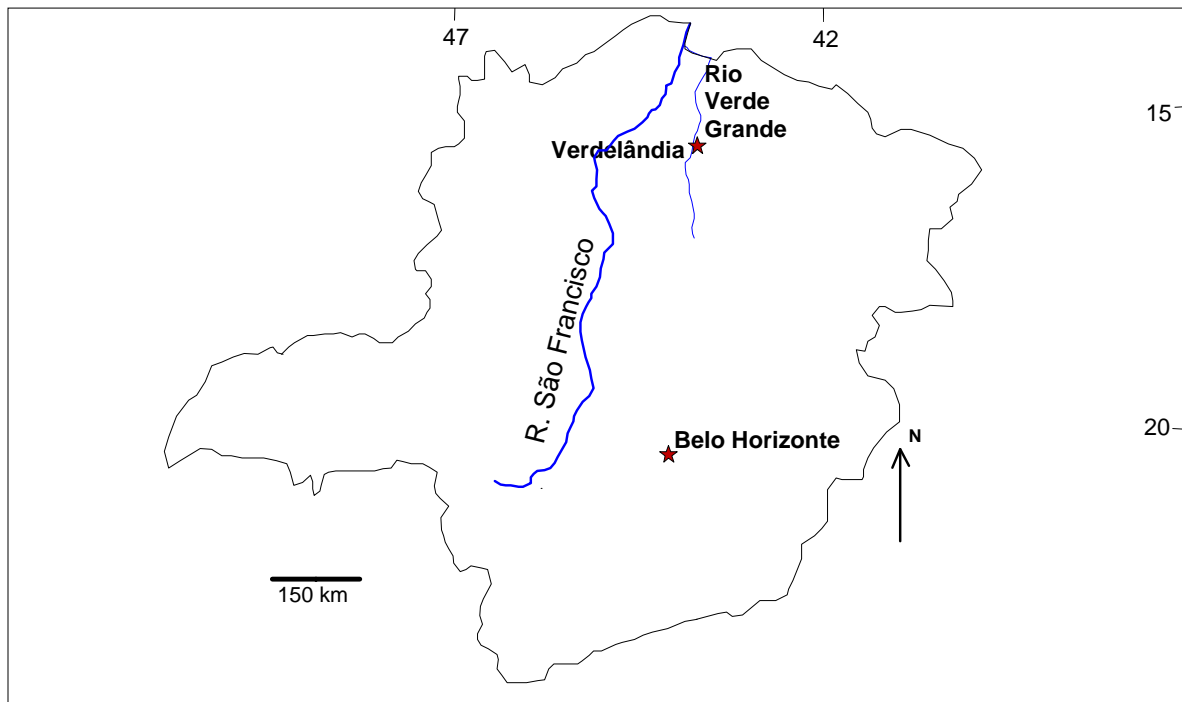 47
42
Rio
Verde
Grande
15
Verdelândia
R. São Francisco
Belo Horizonte
20
N
150 km